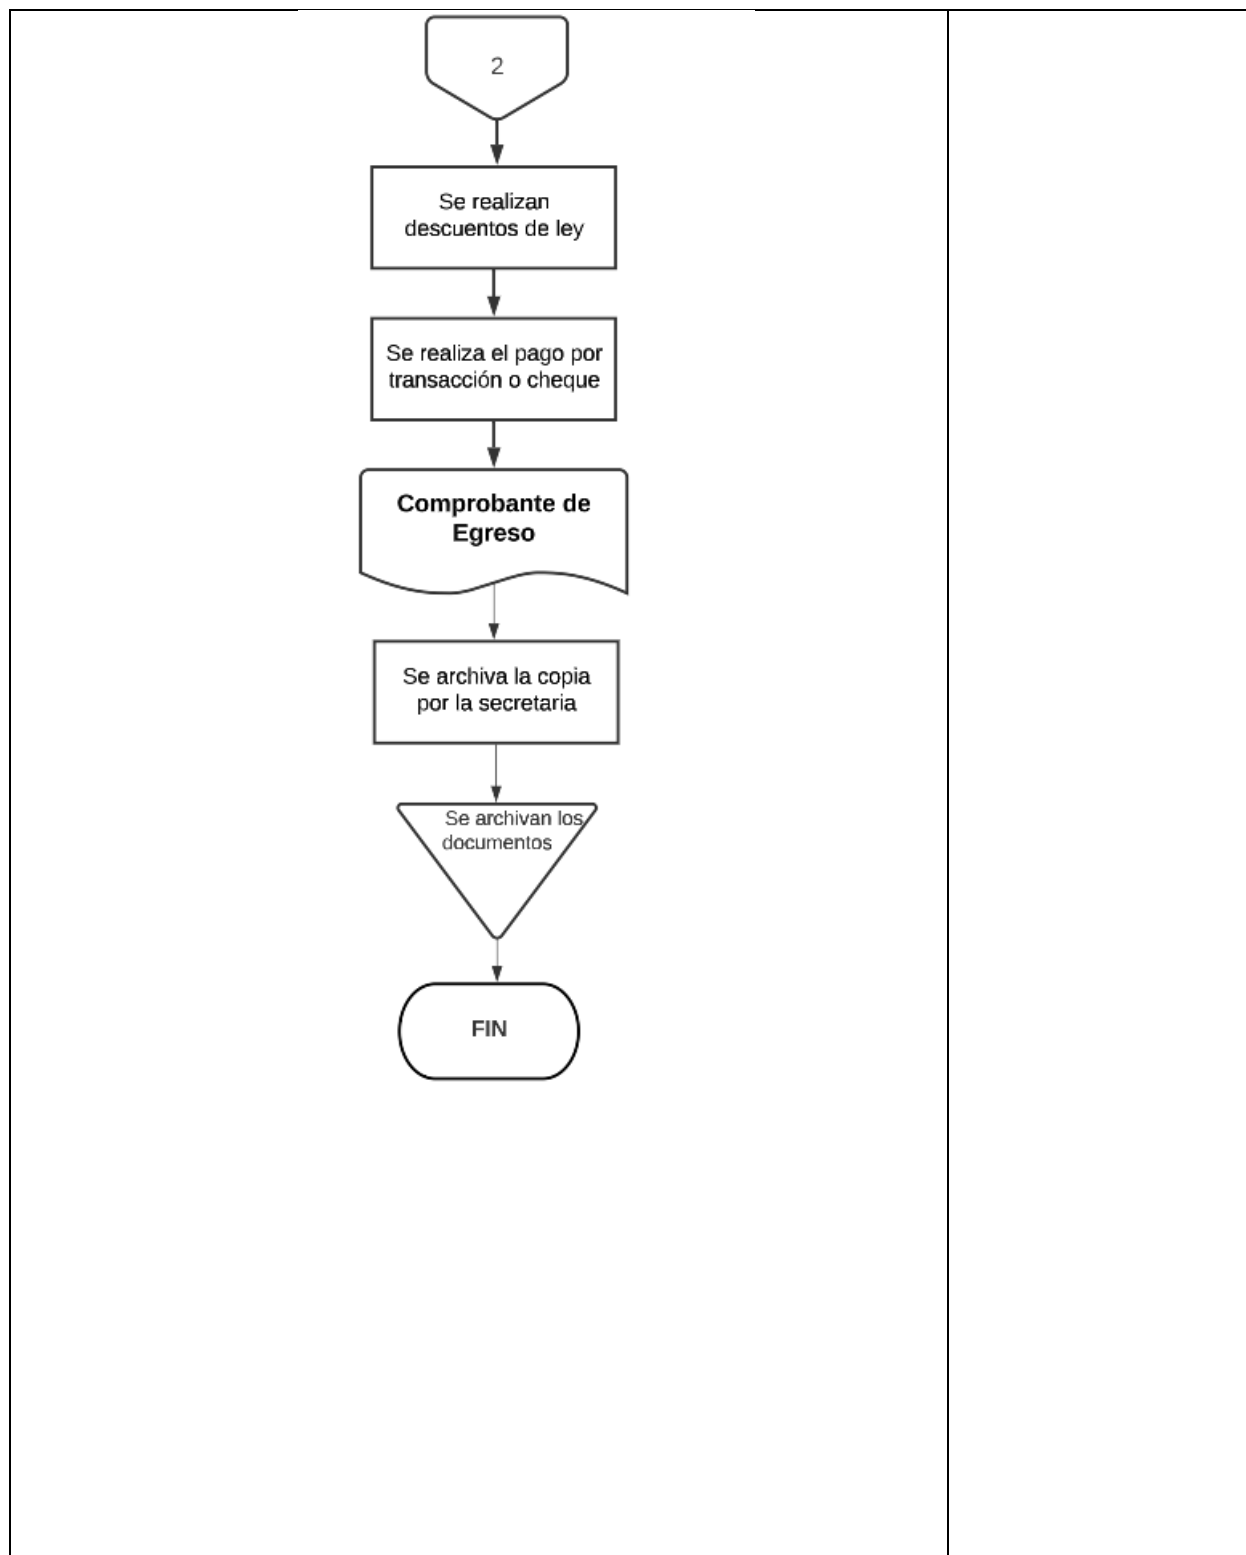 2
Se realizan
descuentos de ley
Se realiza el pago por
transacción o cheque
Comprobante de
Egreso
Se archiva la copia
por la secretaria
Se archivan los
documentos
FIN